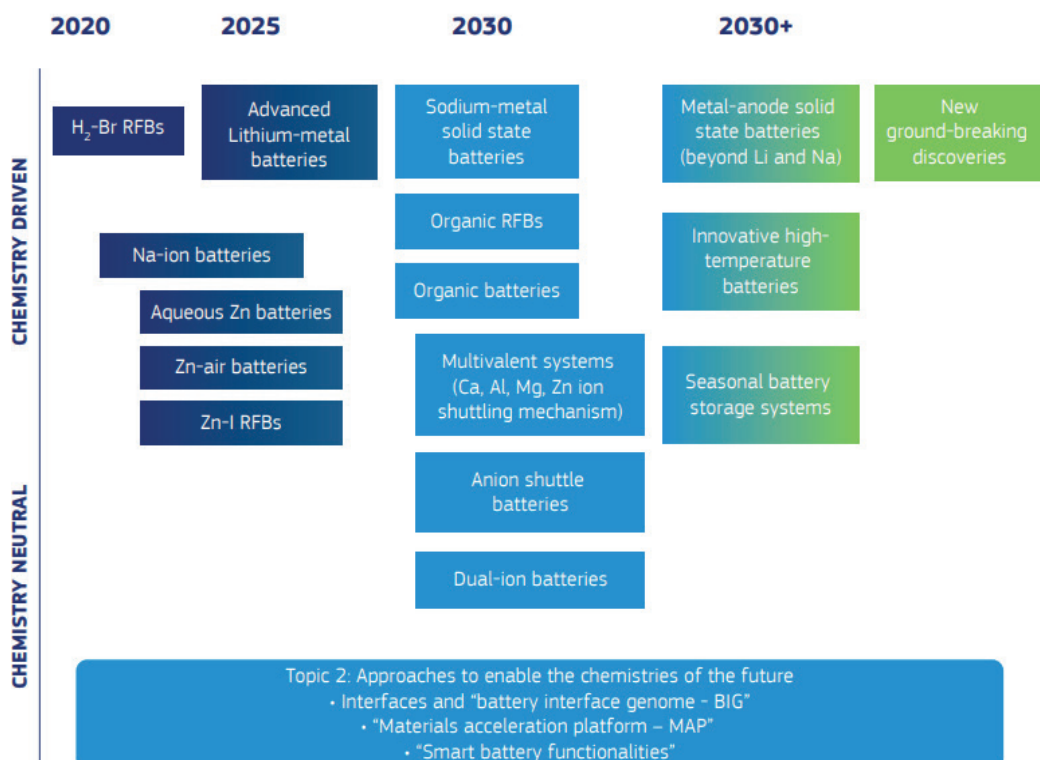 2020
2025
2030
2030+
CHEMISTRY DRIVEN
CHEMISTRY NEUTRAL
H₂-Br RFBs
Advanced
Lithium-metal
batteries
Sodium-metal
solid state
batteries
Metal-anode solid
state batteries
(beyond Li and Na)
New
ground-breaking
discoveries
Na-ion batteries
Aqueous Zn batteries
Zn-air batteries
Zn-I RFBs
Organic RFBs
Organic batteries
Multivalent systems
(Ca, Al, Mg, Zn ion
shuttling mechanism)
Anion shuttle
batteries
Dual-ion batteries
Innovative high-
temperature
batteries
Seasonal battery
storage systems
Topic 2: Approaches to enable the chemistries of the future
• Interfaces and “battery interface genome - BIG”
• “Materials acceleration platform – MAP”
• “Smart battery functionalities”